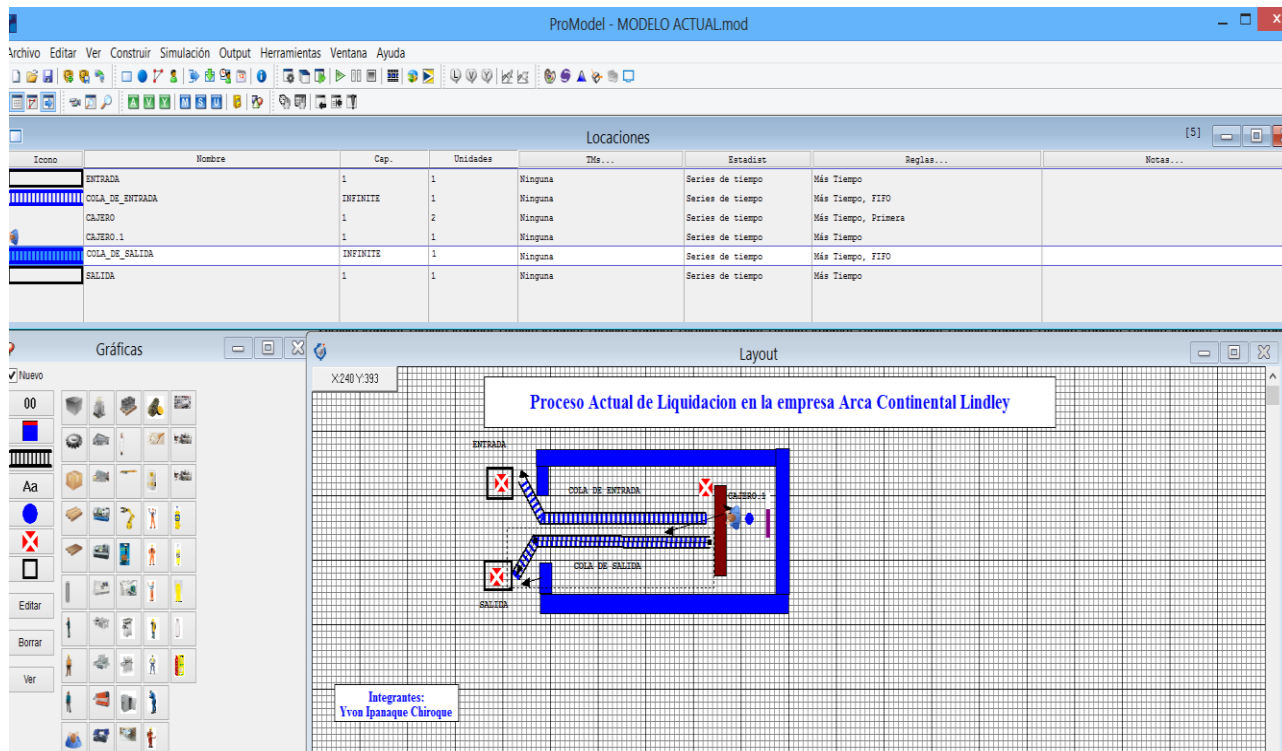 ProModel - MODELO ACTUAL.mod
Archivo Editar Ver Construir Simulación Output Herramientas Ventana Ayuda
Locaciones
[5]
Icono Nombre Cap. Unidades TMs... Estadist Reglas... Notas...
ENTRADA 1 1 Ninguna Series de tiempo Más Tiempo
COLA_DE_ENTRADA INFINITE 1 Ninguna Series de tiempo Más Tiempo, FIFO
CAJERO 1 2 Ninguna Series de tiempo Más Tiempo, Primera
CAJERO.1 1 1 Ninguna Series de tiempo Más Tiempo
COLA_DE_SALIDA INFINITE 1 Ninguna Series de tiempo Más Tiempo, FIFO
SALIDA 1 1 Ninguna Series de tiempo Más Tiempo
Gráficas
Nuevo
00
Aa
Editar
Borrar
Ver
Layout
X:240 Y:393
Proceso Actual de Liquidacion en la empresa Arca Continental Lindley
ENTRADA
COLA DE ENTRADA
CAJERO.1
COLA DE SALIDA
SALIDA
Integrantes:
Yvon Ipanaque Chiroque